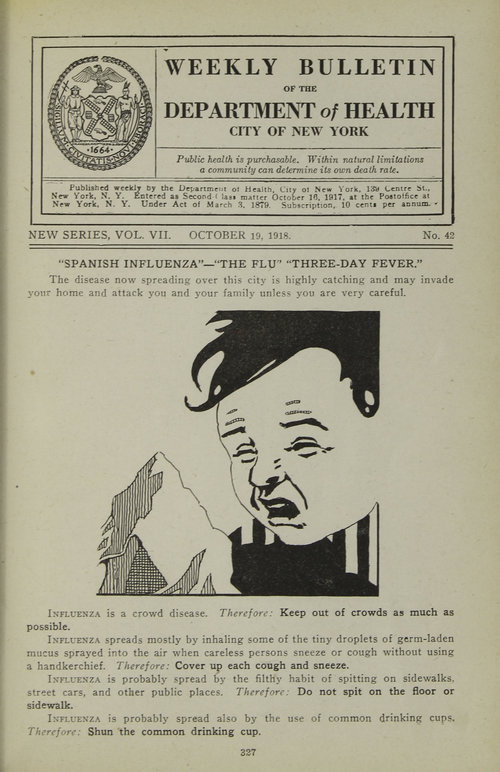 WEEKLY BULLETIN
OF THE
DEPARTMENT of HEALTH
CITY OF NEW YORK
Public health is purchasable. Within natural limitations
a community can determine its own death rate.
1664
Published weekly by the Department of Health, City of New York, 139 Centre St.,
New York, N. Y. Entered as Second-Class matter October 16, 1917, at the Postoffice at
New York, N. Y. Under Act of March 3, 1879. Subscription, 10 cents per annum.
NEW SERIES, VOL. VII. OCTOBER 19, 1918. No. 42
"SPANISH INFLUENZA"—"THE FLU" "THREE-DAY FEVER."
The disease now spreading over this city is highly catching and may invade
your home and attack you and your family unless you are very careful.
INFLUENZA is a crowd disease. Therefore: Keep out of crowds as much as
possible.
INFLUENZA spreads mostly by inhaling some of the tiny droplets of germ-laden
mucus sprayed into the air when careless persons sneeze or cough without using
a handkerchief. Therefore: Cover up each cough and sneeze.
INFLUENZA is probably spread by the filthy habit of spitting on sidewalks,
street cars, and other public places. Therefore: Do not spit on the floor or
sidewalk.
INFLUENZA is probably spread also by the use of common drinking cups.
Therefore: Shun the common drinking cup.
327